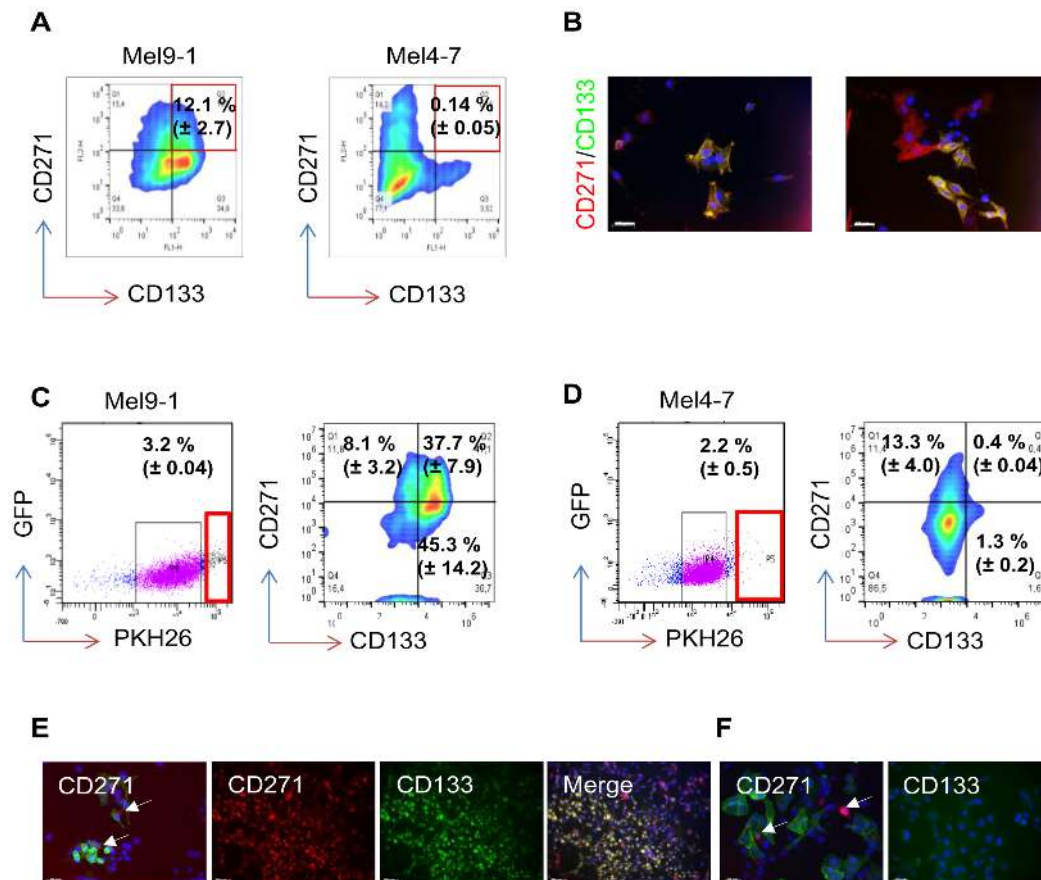 A
B
Mel9-1
Mel4-7
CD271
12.1 %
(± 2.7)
CD133
CD271
0.14 %
(± 0.05)
CD133
CD271/CD133
C
D
Mel9-1
Mel4-7
GFP
3.2 %
(± 0.04)
PKH26
CD271
8.1 %
(± 3.2)
37.7 %
(± 7.9)
45.3 %
(± 14.2)
CD133
GFP
2.2 %
(± 0.5)
PKH26
CD271
13.3 %
(± 4.0)
0.4 %
(± 0.04)
1.3 %
(± 0.2)
CD133
E
F
CD271
CD271
CD133
Merge
CD271
CD133